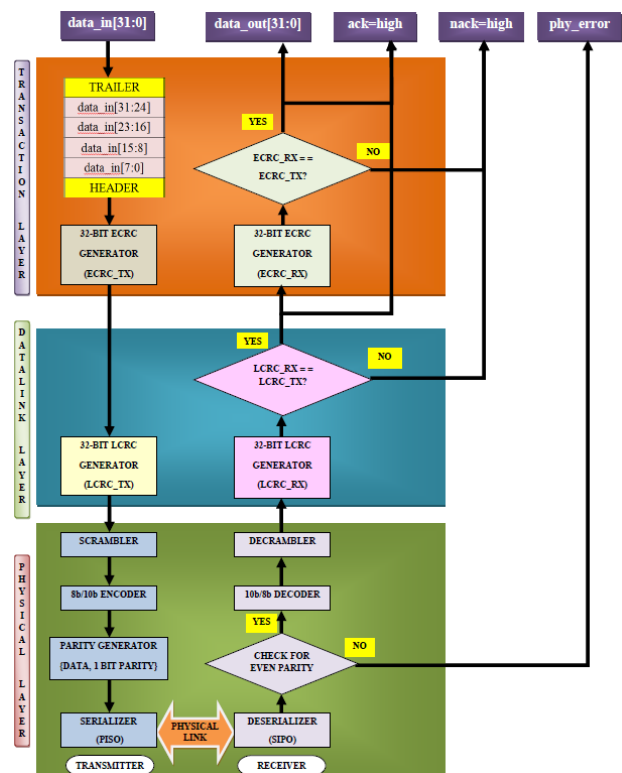 data_in[31:0]
data_out[31:0]
ack=high
nack=high
phy_error
TRANSACTION LAYER
TRAILER
data_in[31:24]
data_in[23:16]
data_in[15:8]
data_in[7:0]
HEADER
32-BIT ECRC
GENERATOR
(ECRC_TX)
YES
ECRC_RX ==
ECRC_TX?
NO
32-BIT ECRC
GENERATOR
(ECRC_RX)
DATALINK LAYER
YES
LCRC_RX ==
LCRC_TX?
NO
32-BIT LCRC
GENERATOR
(LCRC_TX)
32-BIT LCRC
GENERATOR
(LCRC_RX)
PHYSICAL LAYER
SCRAMBLER
DECRAMBLER
8b/10b ENCODER
10b/8b DECODER
YES
PARITY GENERATOR
{DATA, 1 BIT PARITY}
CHECK FOR
EVEN PARITY
NO
SERIALIZER
(PISO)
PHYSICAL
LINK
DESERIALIZER
(SIPO)
TRANSMITTER
RECEIVER